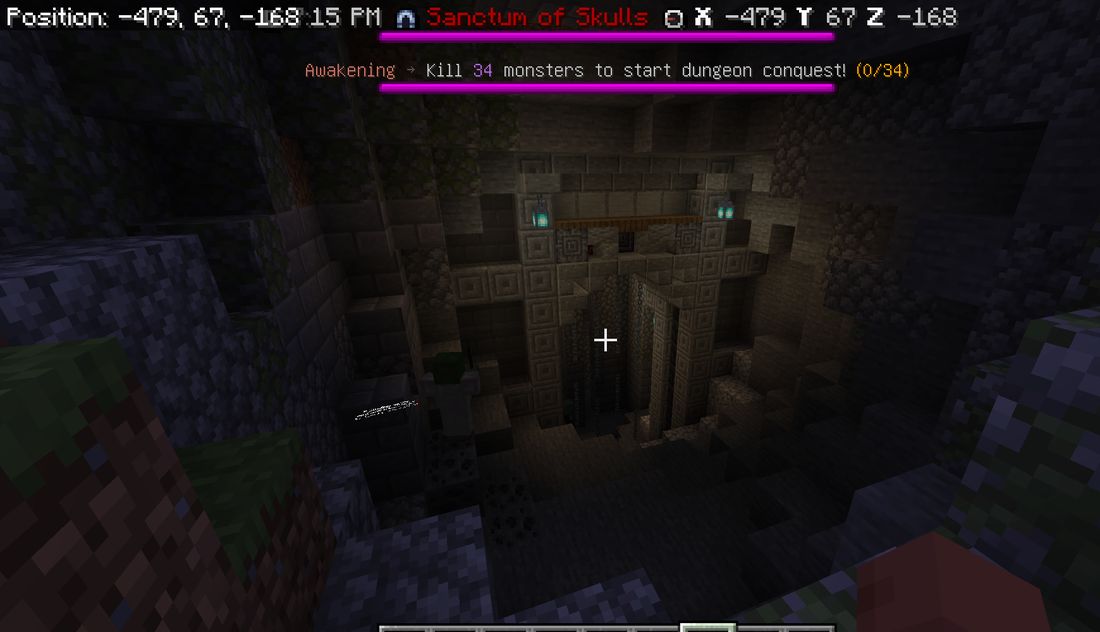 Position: -479, 67, -168:15 PM Sanctum of Skulls X -479 Y 67 Z -168
Awakening → Kill 34 monsters to start dungeon conquest! (0/34)